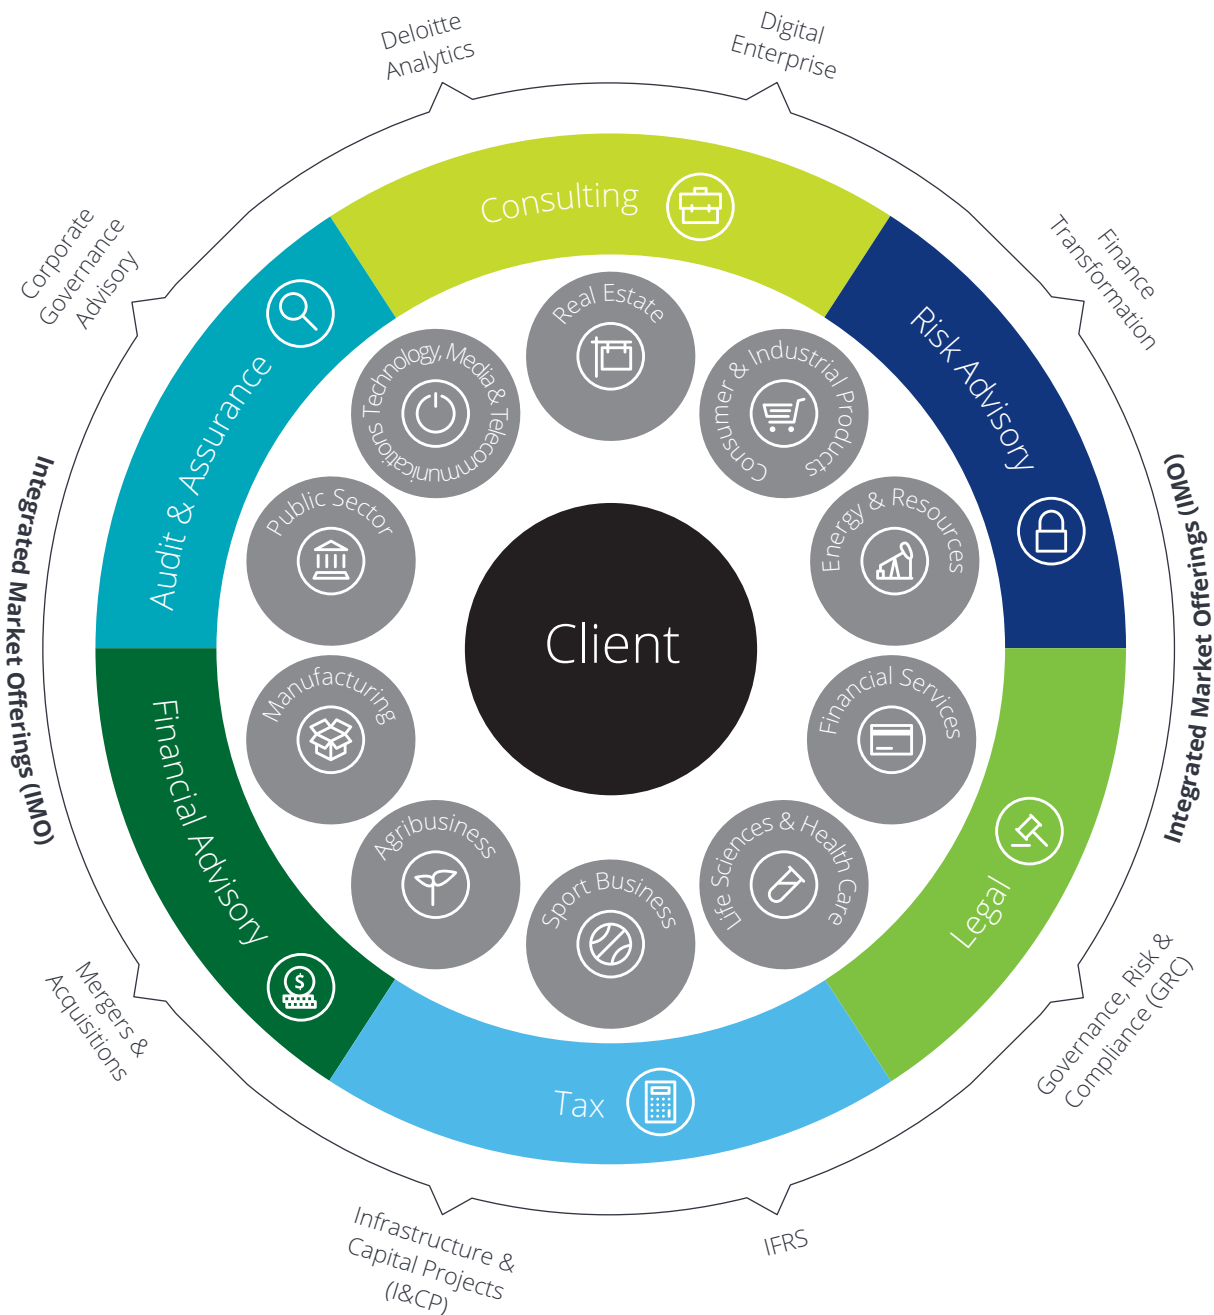 Deloitte
Analytics
Digital
Enterprise
Corporate
Governance
Advisory
Finance
Transformation
Integrated Market Offerings (IMO)
Integrated Market Offerings (IMO)
Consulting
Risk Advisory
Audit & Assurance
Financial Advisory
Legal
Tax
Real Estate
Consumer & Industrial Products
Energy & Resources
Financial Services
Life Sciences & Health Care
Sport Business
Agribusiness
Manufacturing
Public Sector
Technology, Media & Telecommunications
Client
$
Mergers &
Acquisitions
Governance, Risk &
Compliance (GRC)
Infrastructure &
Capital Projects
(I&CP)
IFRS